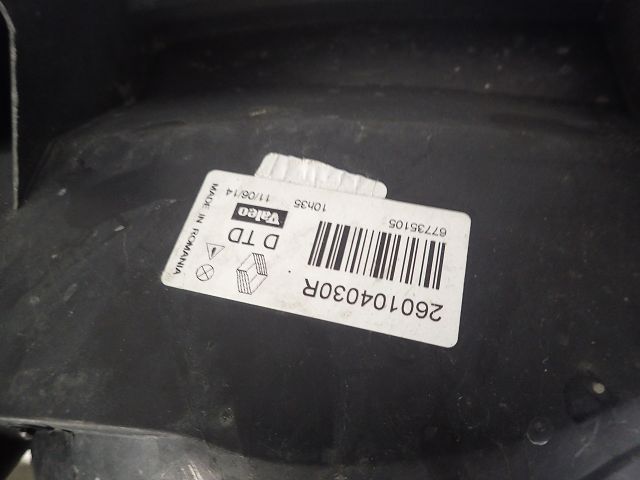 260104030R
67735105
D TD
Valeo
10h35
11/06/14
MADE IN ROMANIA